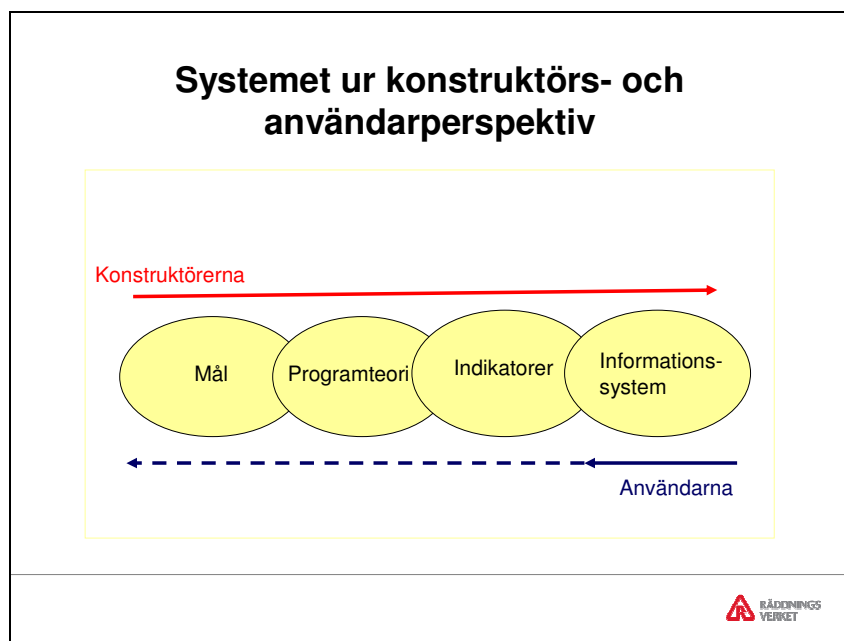 Systemet ur konstruktörs- och
användarperspektiv
Konstruktörerna
Mål
Programteori
Indikatorer
Informations-
system
Användarna
RÄDDNINGS
VERKET